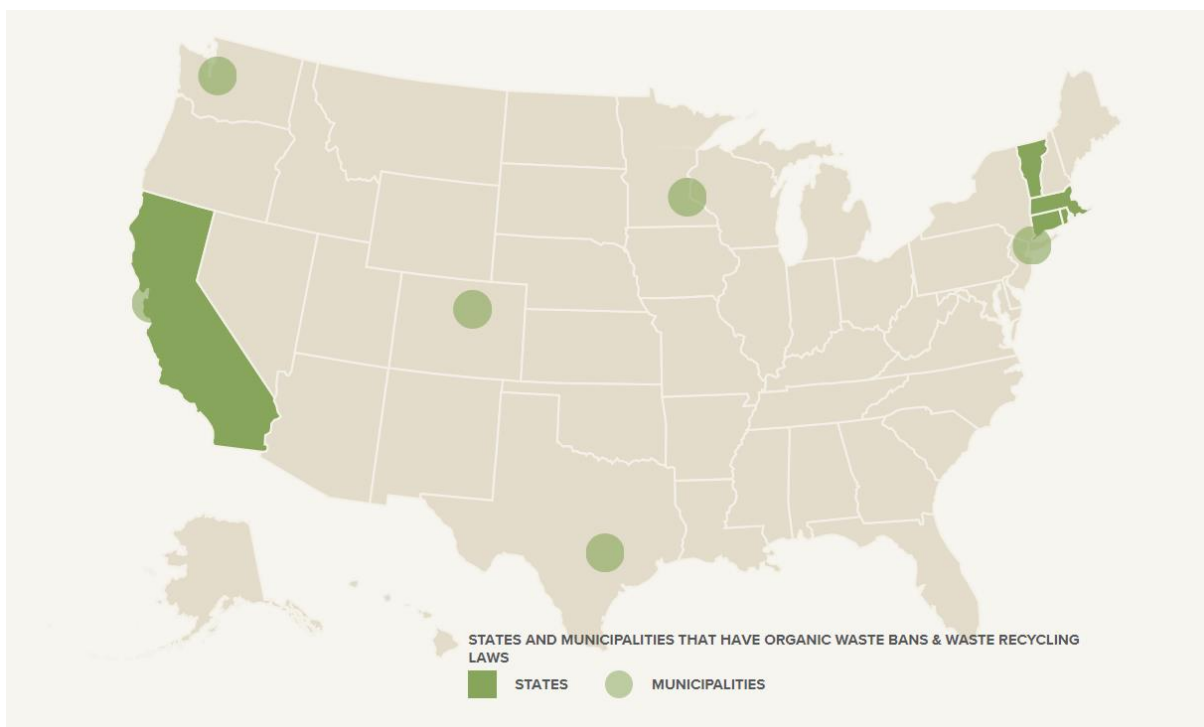 STATES AND MUNICIPALITIES THAT HAVE ORGANIC WASTE BANS & WASTE RECYCLING
LAWS
STATES MUNICIPALITIES